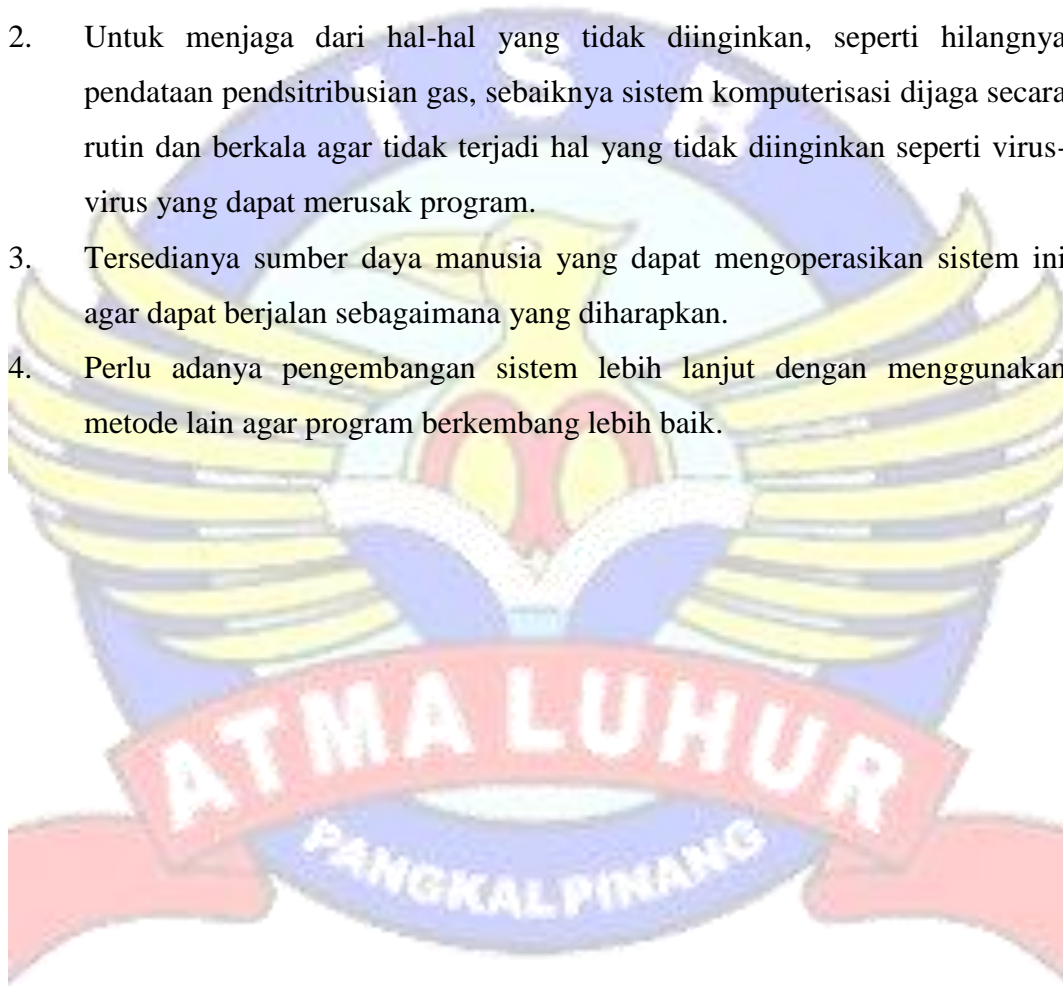 2. Untuk menjaga dari hal-hal yang tidak diinginkan, seperti hilangnya
pendataan pendsitribusian gas, sebaiknya sistem komputerisasi dijaga secara
rutin dan berkala agar tidak terjadi hal yang tidak diinginkan seperti virus-
virus yang dapat merusak program.
3. Tersedianya sumber daya manusia yang dapat mengoperasikan sistem ini
agar dapat berjalan sebagaimana yang diharapkan.
4. Perlu adanya pengembangan sistem lebih lanjut dengan menggunakan
metode lain agar program berkembang lebih baik.
I S B
ATMA LUHUR
PANGKALPINANG